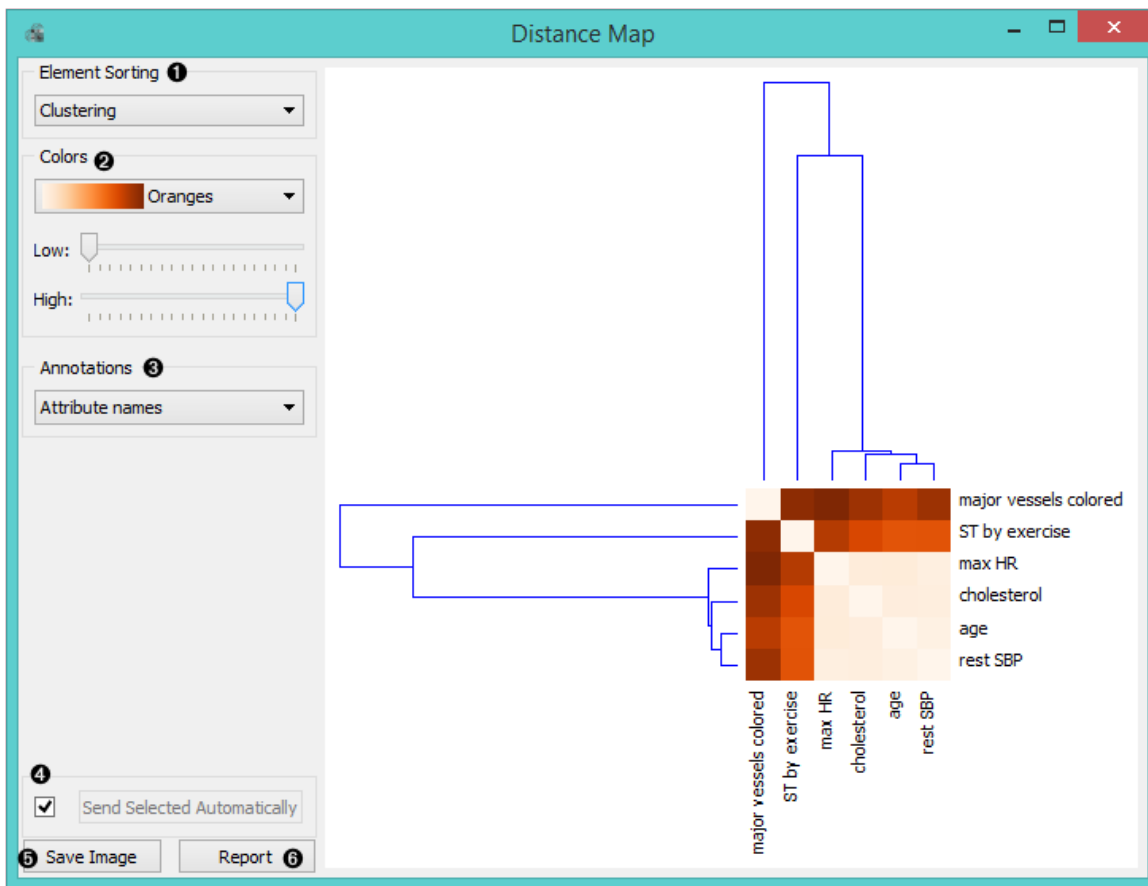 Distance Map
Element Sorting ❶
Clustering
Colors ❷
Oranges
Low:
High:
Annotations ❸
Attribute names
major vessels colored
ST by exercise
max HR
cholesterol
age
rest SBP
major vessels colored
ST by exercise
max HR
cholesterol
age
rest SBP
❹
Send Selected Automatically
❺ Save Image
Report ❻